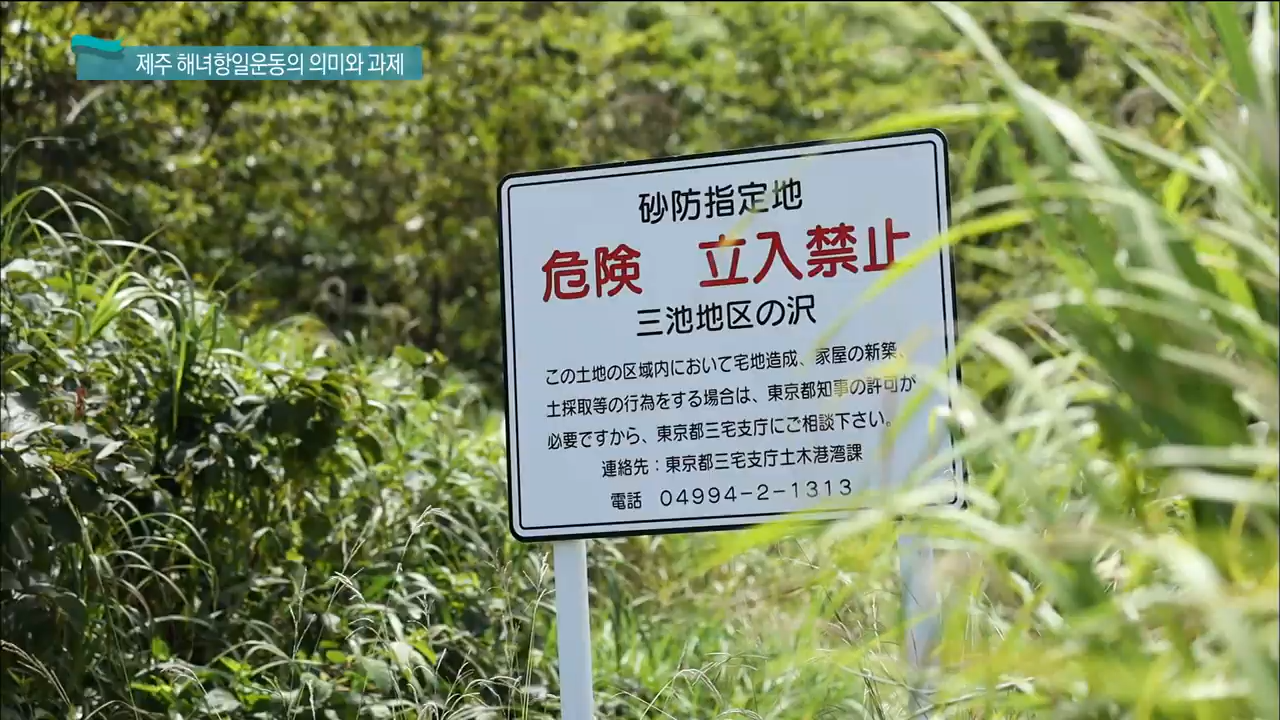 제주 해녀항일운동의 의미와 과제
砂防指定地
危険 立入禁止
三池地区の沢
この土地の区域内において宅地造成、家屋の新築、
土採取等の行為をする場合は、東京都知事の許可が
必要ですから、東京都三宅支庁にご相談下さい。
連絡先：東京都三宅支庁土木港湾課
電話 04994-2-1313